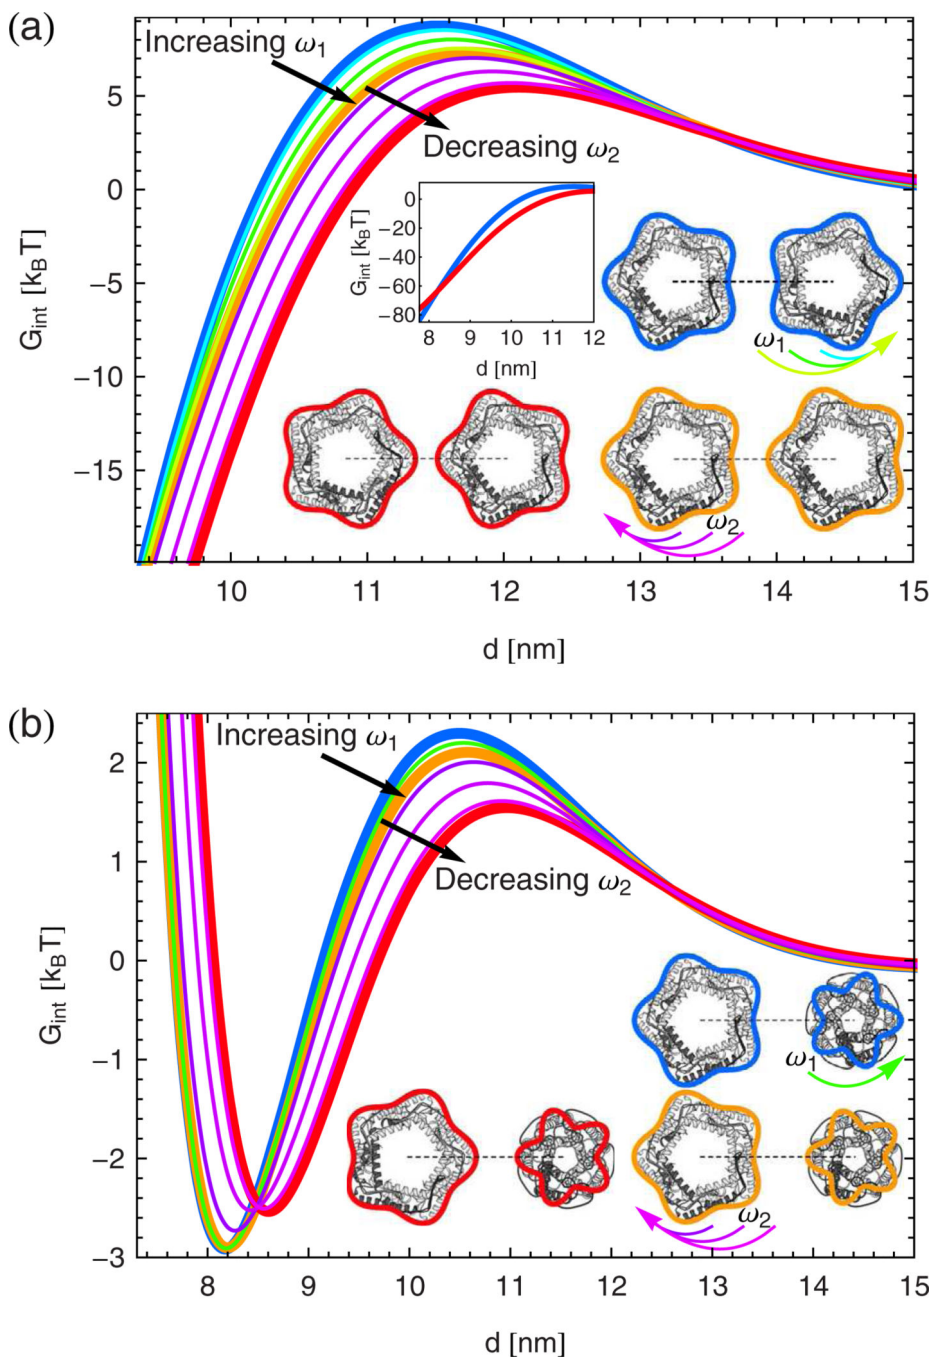 (a)
Increasing ω1
Decreasing ω2
5
0
−5
−10
−15
Gint [kBT]
0
−20
−40
−60
−80
Gint [kBT]
8 9 10 11 12
d [nm]
ω1
ω2
10 11 12 13 14 15
d [nm]
(b)
Increasing ω1
Decreasing ω2
2
1
0
−1
−2
−3
Gint [kBT]
ω1
ω2
8 9 10 11 12 13 14 15
d [nm]